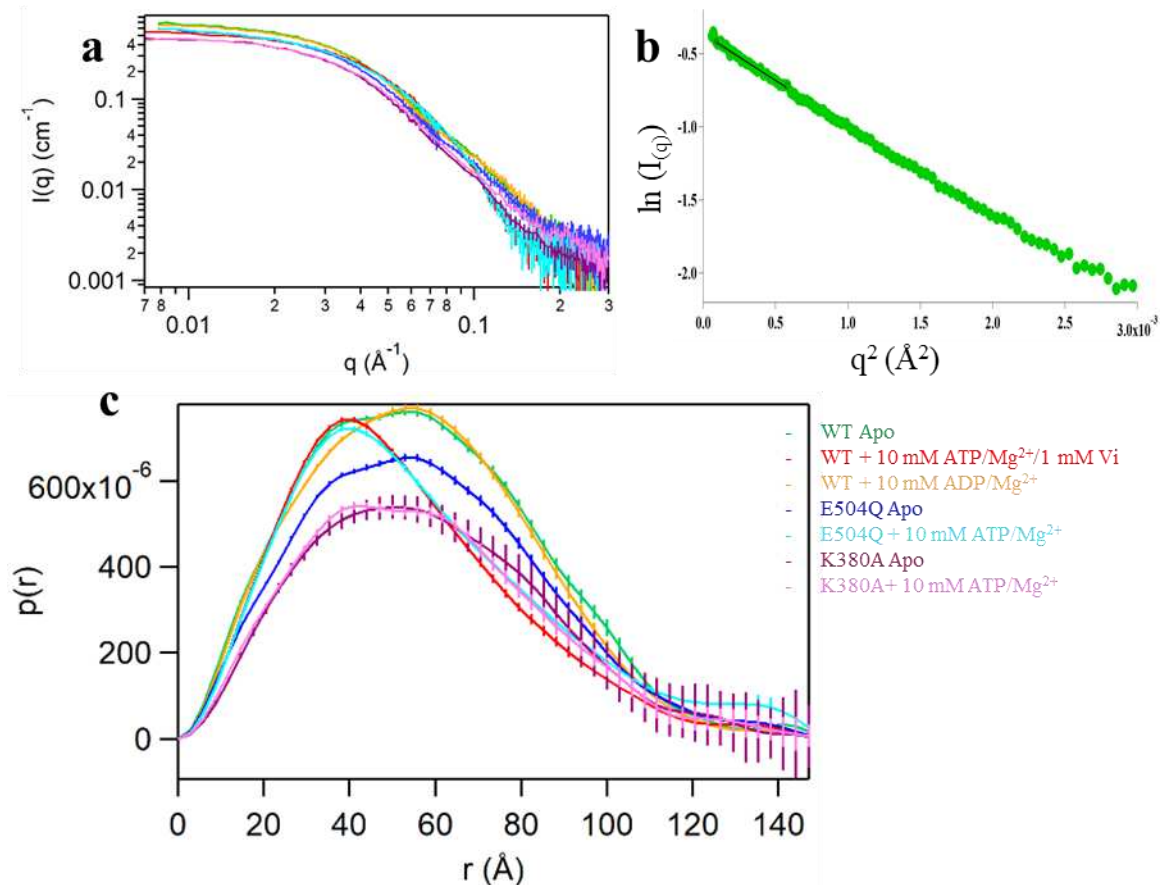 a
I(q) (cm⁻¹)
4
2
0.1
4
2
0.01
4
2
0.001
7 8 2 3 4 5 6 7 8 2 3
0.01 0.1
q (Å⁻¹)
b
ln (I(q))
-0.5
-1.0
-1.5
-2.0
0.0 0.5 1.0 1.5 2.0 2.5 3.0x10⁻³
q² (Å²)
c
p(r)
600x10⁻⁶
400
200
0
0 20 40 60 80 100 120 140
r (Å)
- WT Apo
- WT + 10 mM ATP/Mg²⁺/1 mM Vi
- WT + 10 mM ADP/Mg²⁺
- E504Q Apo
- E504Q + 10 mM ATP/Mg²⁺
- K380A Apo
- K380A+ 10 mM ATP/Mg²⁺